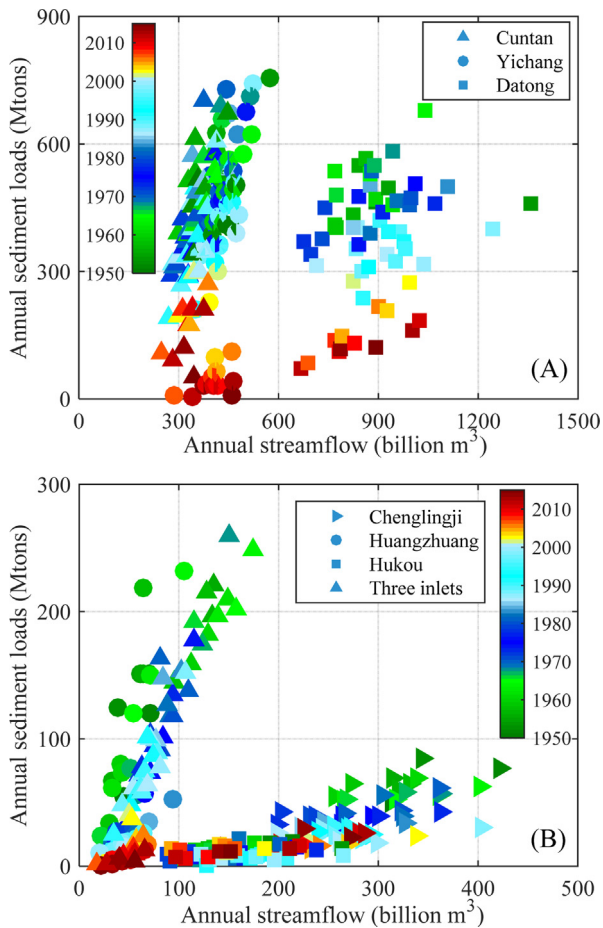 900
600
300
0
Annual sediment loads (Mtons)
2010
2000
1990
1980
1970
1960
1950
Cuntan
Yichang
Datong
(A)
0 300 600 900 1200 1500
Annual streamflow (billion m³)
300
200
100
0
Annual sediment loads (Mtons)
Chenglingji
Huangzhuang
Hukou
Three inlets
2010
2000
1990
1980
1970
1960
1950
(B)
0 100 200 300 400 500
Annual streamflow (billion m³)